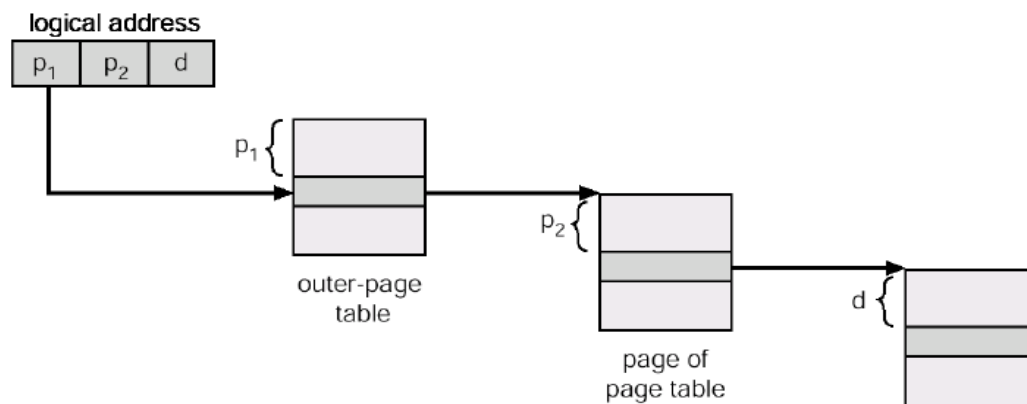 logical address
p₁ p₂ d
p₁
p₂
d
outer-page
table
page of
page table